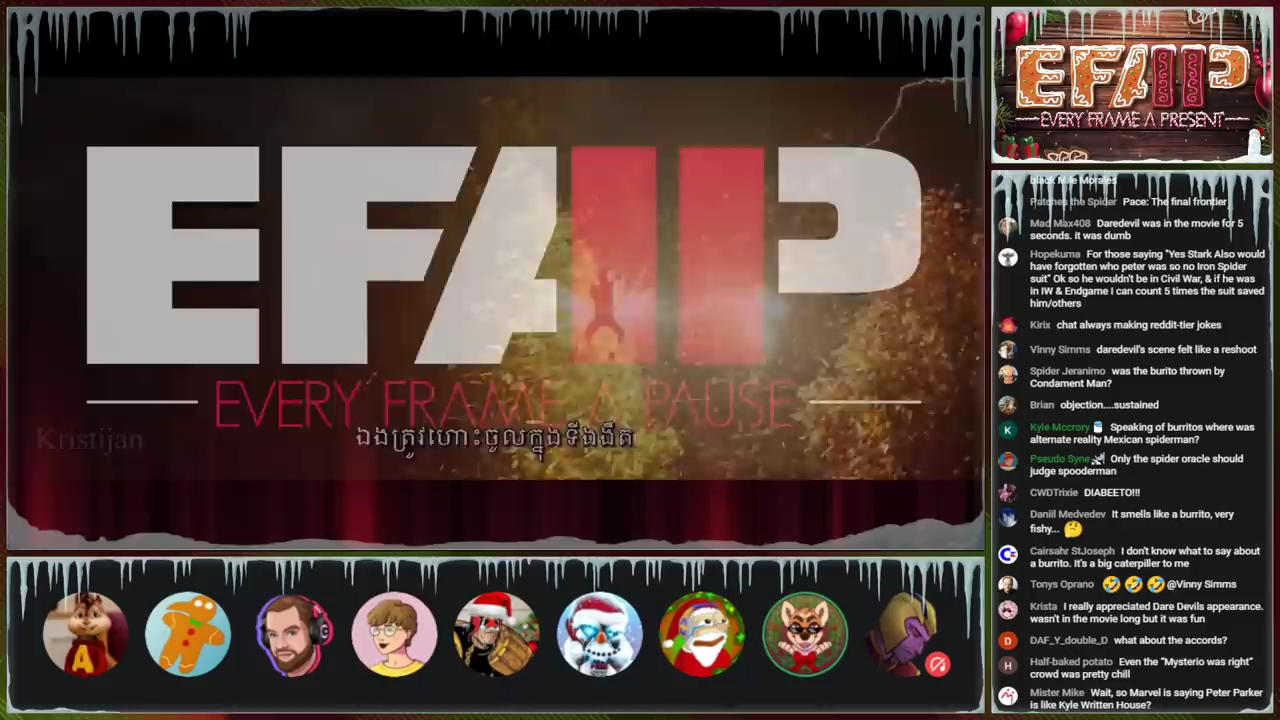 EFAP
EVERY FRAME A PAUSE
ឯងត្រូវហោះចូលក្នុងទីងងឹត
Kristijan
EFAP
EVERY FRAME A PRESENT
black Mile Morales
Patches the Spider Pace: The final frontier
Mad Max408 Daredevil was in the movie for 5
seconds. it was dumb
Hopekuma For those saying "Yes Stark Also would
have forgotten who peter was so no Iron Spider
suit" Ok so he wouldn't be in Civil War, & if he was
in IW & Endgame I can count 5 times the suit saved
him/others
Kirix chat always making reddit-tier jokes
Vinny Simms daredevil's scene felt like a reshoot
Spider Jeranimo was the burito thrown by
Condament Man?
Brian objection....sustained
K Kyle Mccrory Speaking of burritos where was
alternate reality Mexican spiderman?
Pseudo Syne Only the spider oracle should
judge spooderman
CWDTrixie DIABEETO!!!
Daniil Medvedev It smells like a burrito, very
fishy... 🤔
Cairsahr StJoseph I don't know what to say about
a burrito. It's a big caterpiller to me
Tonys Oprano 🤣 🤣 🤣 @Vinny Simms
Krista I really appreciated Dare Devils appearance.
wasn't in the movie long but it was fun
D DAF_Y_double_D what about the accords?
H Half-baked potato Even the "Mysterio was right"
crowd was pretty chill
Mister Mike Wait, so Marvel is saying Peter Parker
is like Kyle Written House?
A